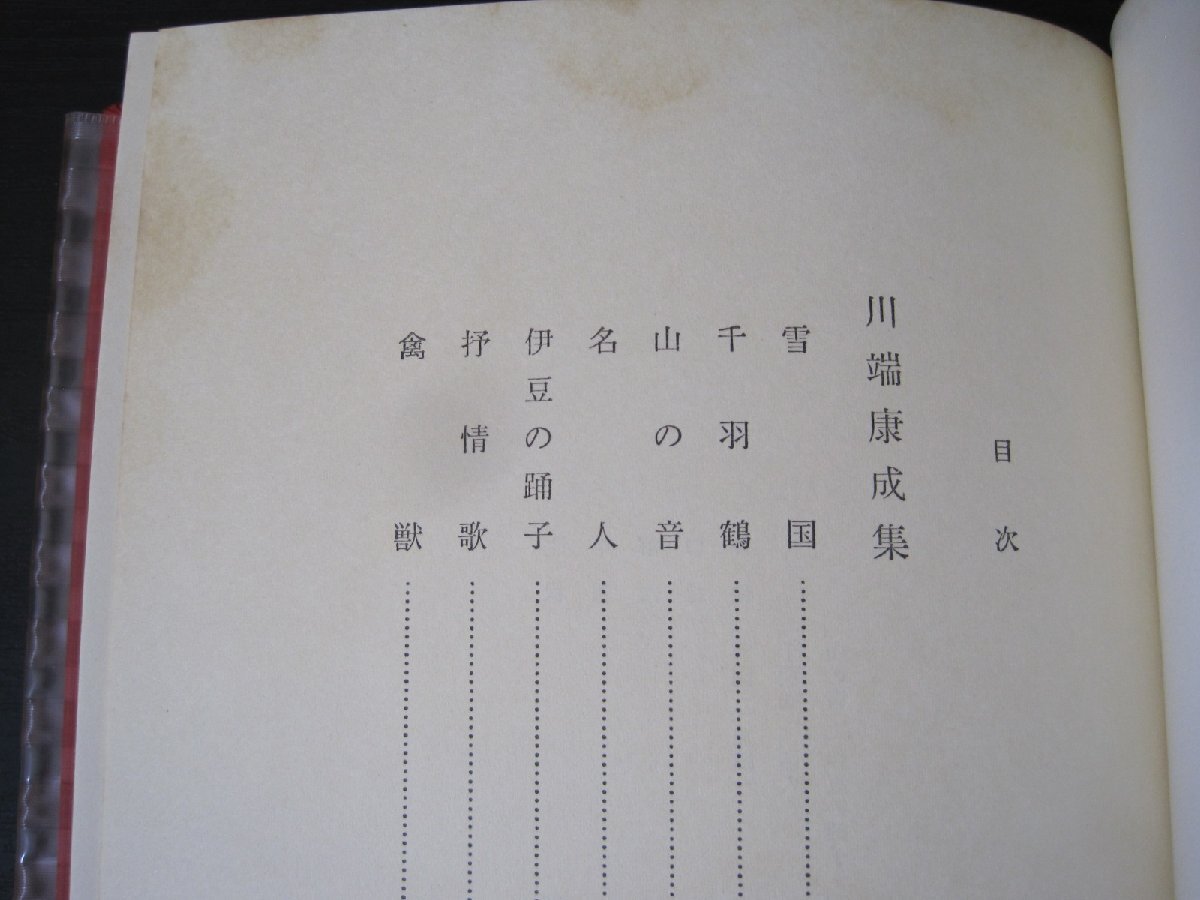 目次
川端康成集
雪国
千羽鶴
山の音
名人
伊豆の踊子
抒情歌
禽獣